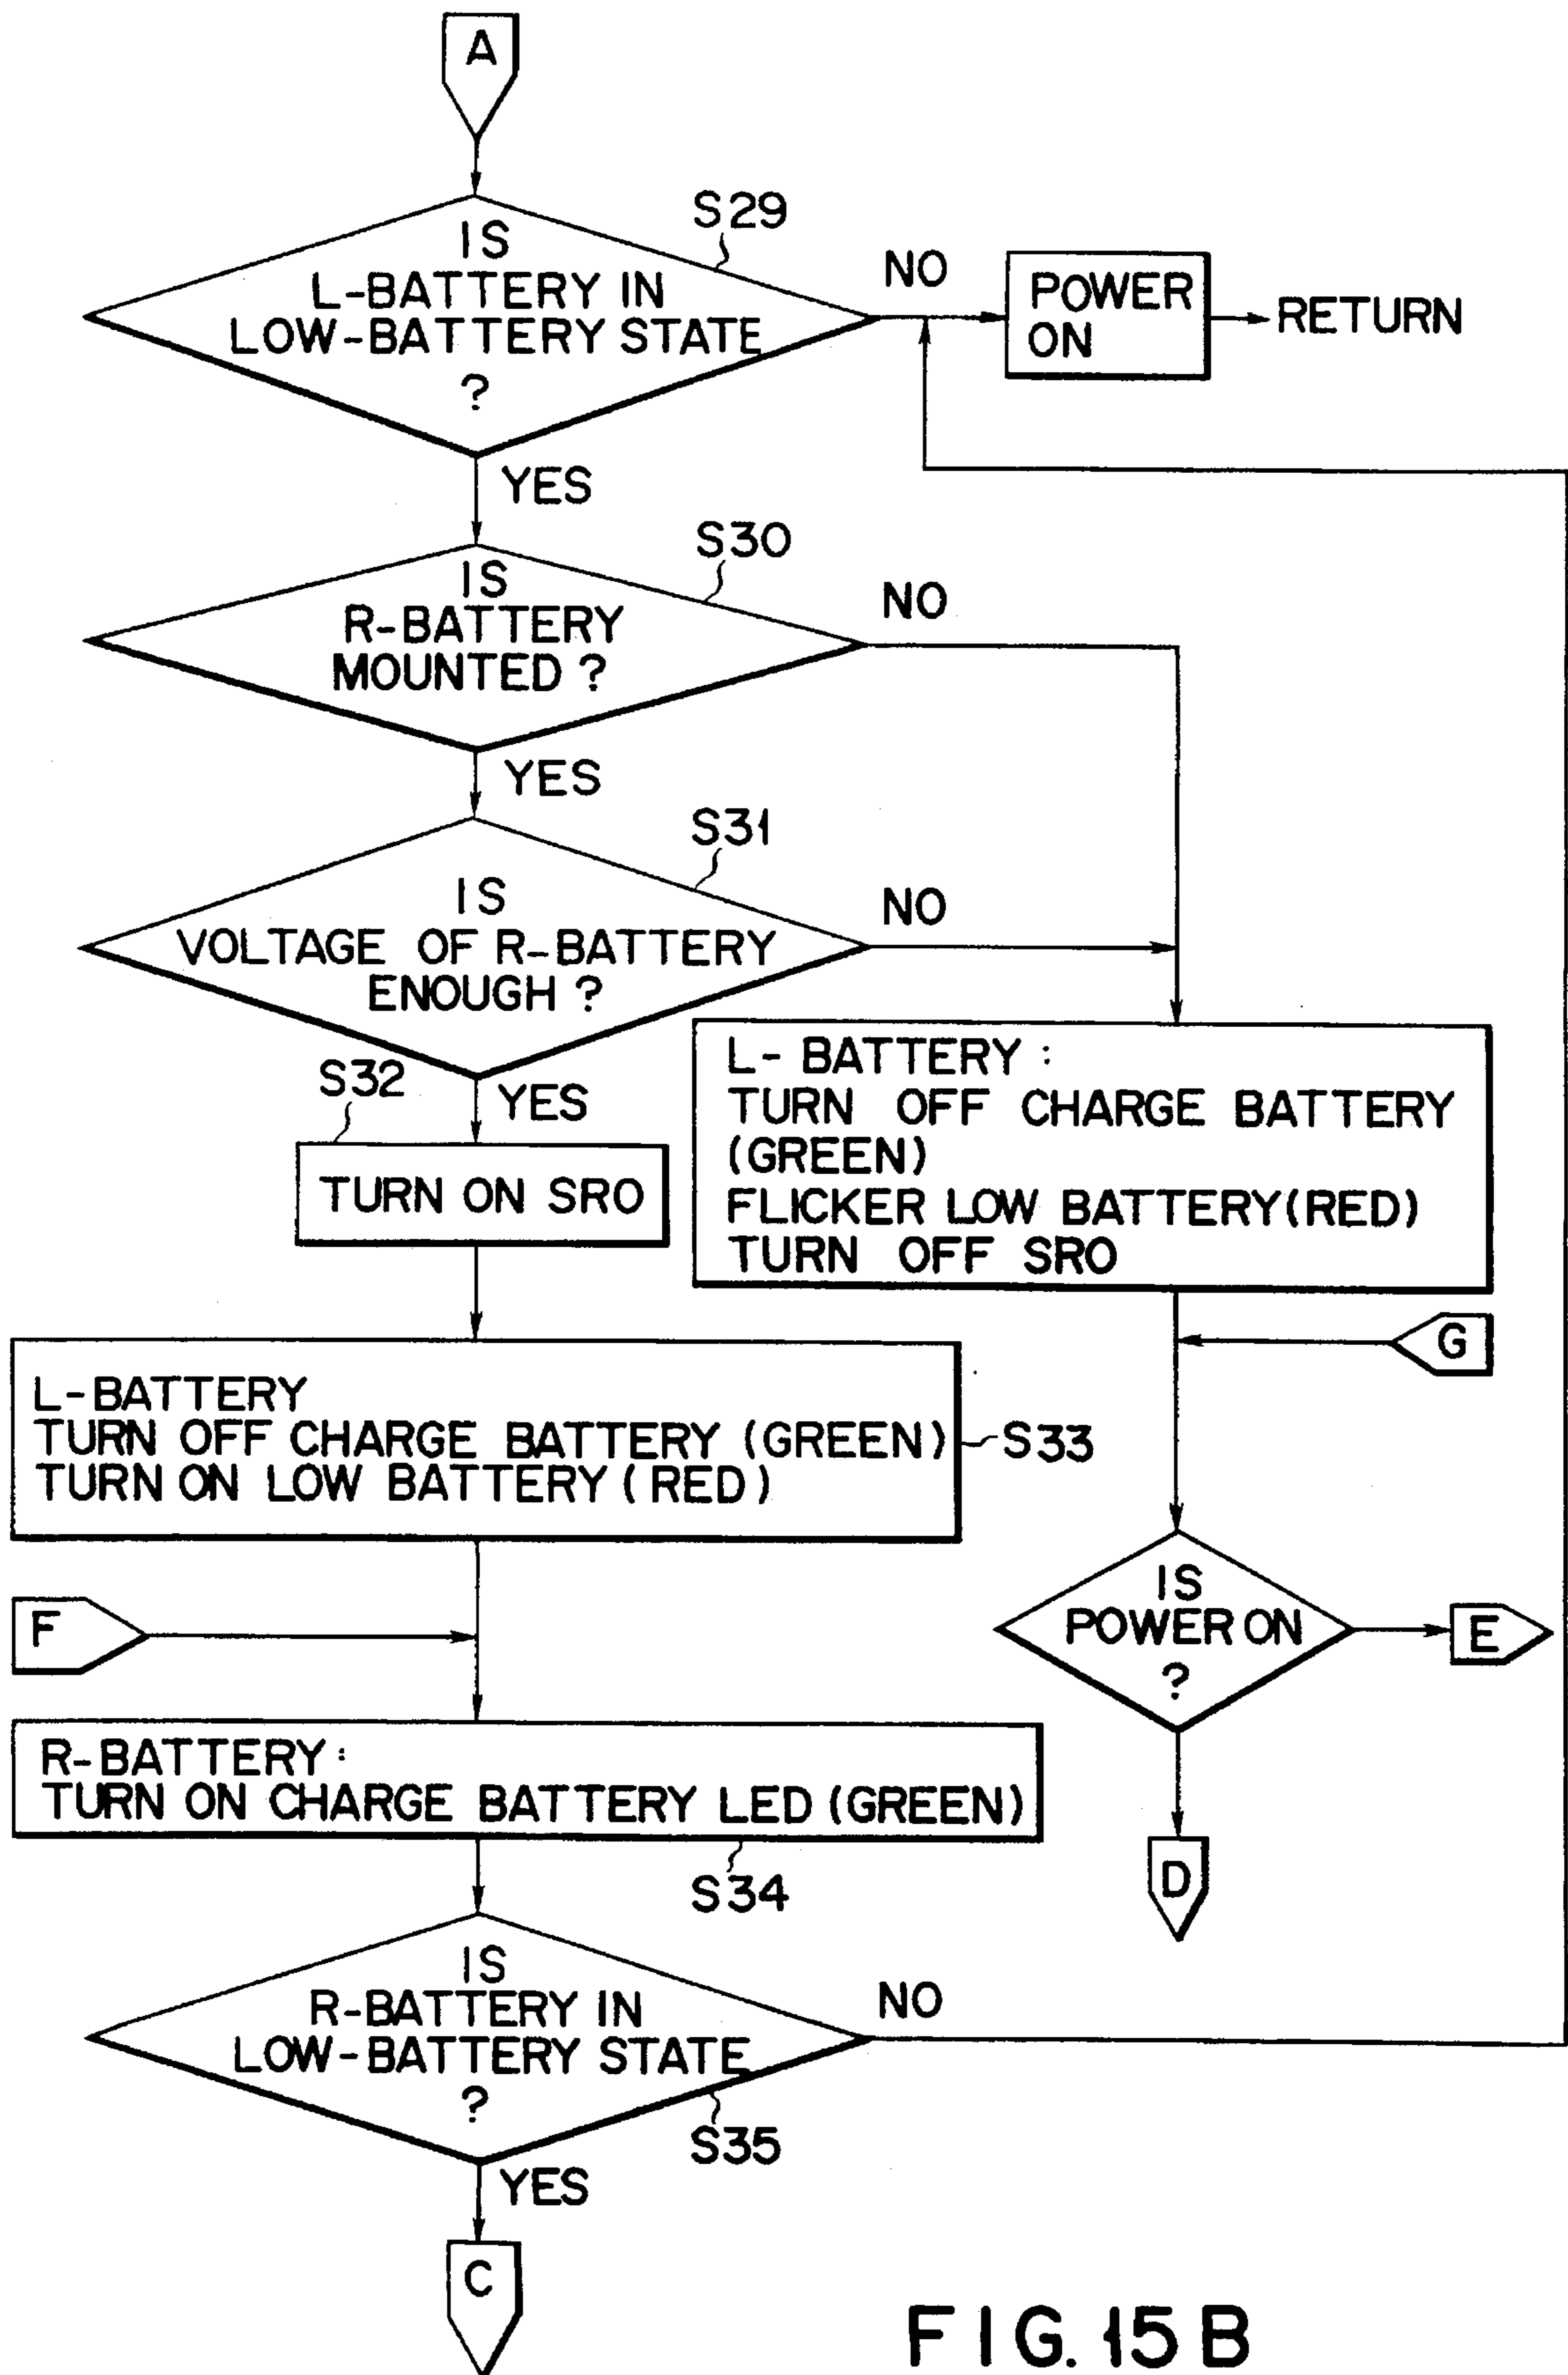 A
S29
IS
L-BATTERY IN
LOW-BATTERY STATE
?
NO
POWER
ON
RETURN
YES
S30
IS
R-BATTERY
MOUNTED ?
NO
YES
S31
IS
VOLTAGE OF R-BATTERY
ENOUGH ?
NO
S32
YES
TURN ON SRO
L- BATTERY :
TURN OFF CHARGE BATTERY
(GREEN)
FLICKER LOW BATTERY(RED)
TURN OFF SRO
G
L-BATTERY
TURN OFF CHARGE BATTERY (GREEN)
TURN ON LOW BATTERY (RED)
S33
F
IS
POWER ON
?
E
R-BATTERY:
TURN ON CHARGE BATTERY LED (GREEN)
S34
D
IS
R-BATTERY IN
LOW-BATTERY STATE
?
NO
S35
YES
C
FIG. 15B